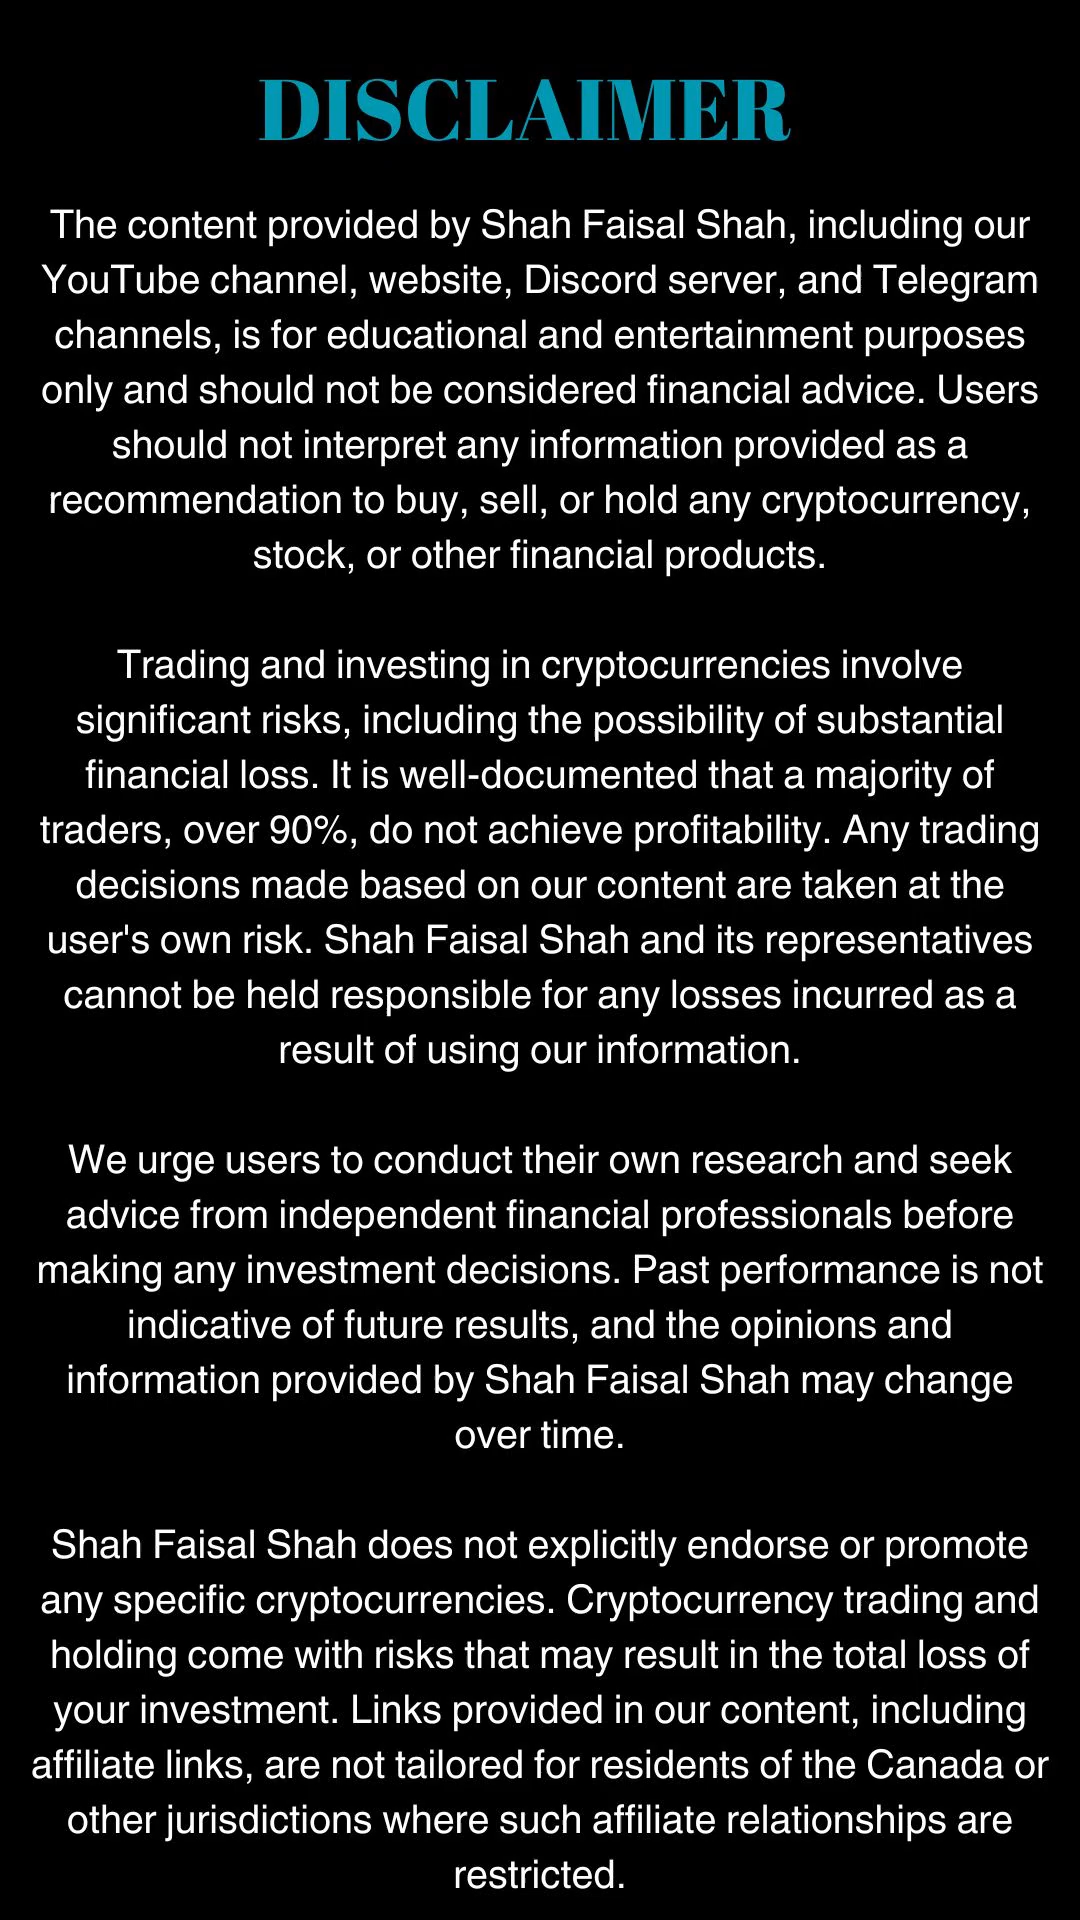 DISCLAIMER
The content provided by Shah Faisal Shah, including our
YouTube channel, website, Discord server, and Telegram
channels, is for educational and entertainment purposes
only and should not be considered financial advice. Users
should not interpret any information provided as a
recommendation to buy, sell, or hold any cryptocurrency,
stock, or other financial products.
Trading and investing in cryptocurrencies involve
significant risks, including the possibility of substantial
financial loss. It is well-documented that a majority of
traders, over 90%, do not achieve profitability. Any trading
decisions made based on our content are taken at the
user's own risk. Shah Faisal Shah and its representatives
cannot be held responsible for any losses incurred as a
result of using our information.
We urge users to conduct their own research and seek
advice from independent financial professionals before
making any investment decisions. Past performance is not
indicative of future results, and the opinions and
information provided by Shah Faisal Shah may change
over time.
Shah Faisal Shah does not explicitly endorse or promote
any specific cryptocurrencies. Cryptocurrency trading and
holding come with risks that may result in the total loss of
your investment. Links provided in our content, including
affiliate links, are not tailored for residents of the Canada or
other jurisdictions where such affiliate relationships are
restricted.